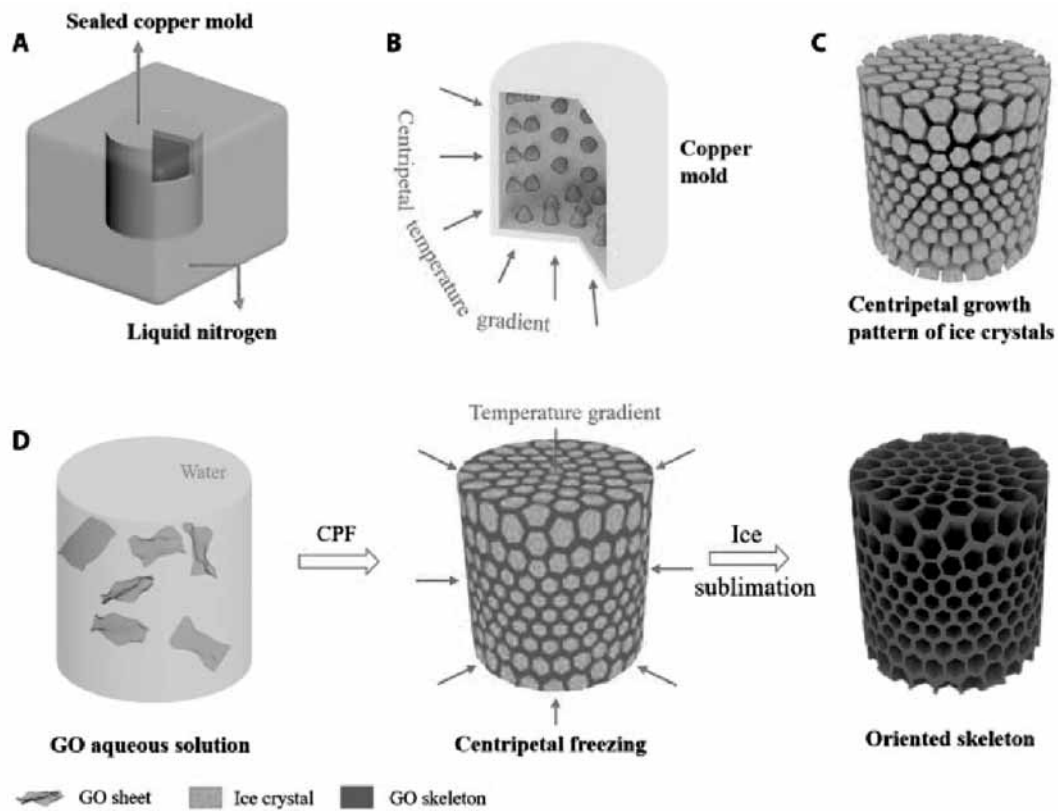 A
Sealed copper mold
Liquid nitrogen
B
Centripetal temperature gradient
Copper
mold
C
Centripetal growth
pattern of ice crystals
D
Water
GO aqueous solution
CPF
Temperature gradient
Centripetal freezing
Ice
sublimation
Oriented skeleton
GO sheet
Ice crystal
GO skeleton